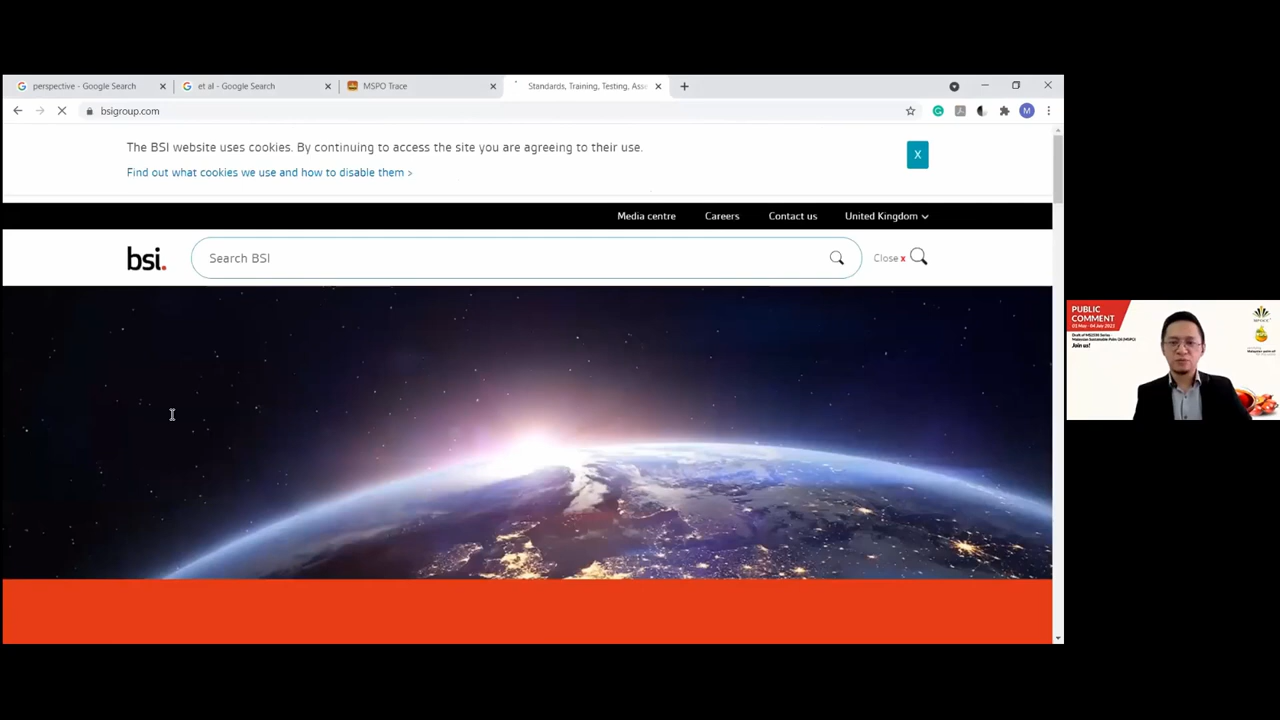 perspective - Google Search
et al - Google Search
MSPO Trace
Standards, Training, Testing, Ass
bsigroup.com
M
The BSI website uses cookies. By continuing to access the site you are agreeing to their use.
X
Find out what cookies we use and how to disable them >
Media centre
Careers
Contact us
United Kingdom
bsi.
Search BSI
Close x
PUBLIC
COMMENT
Join us!